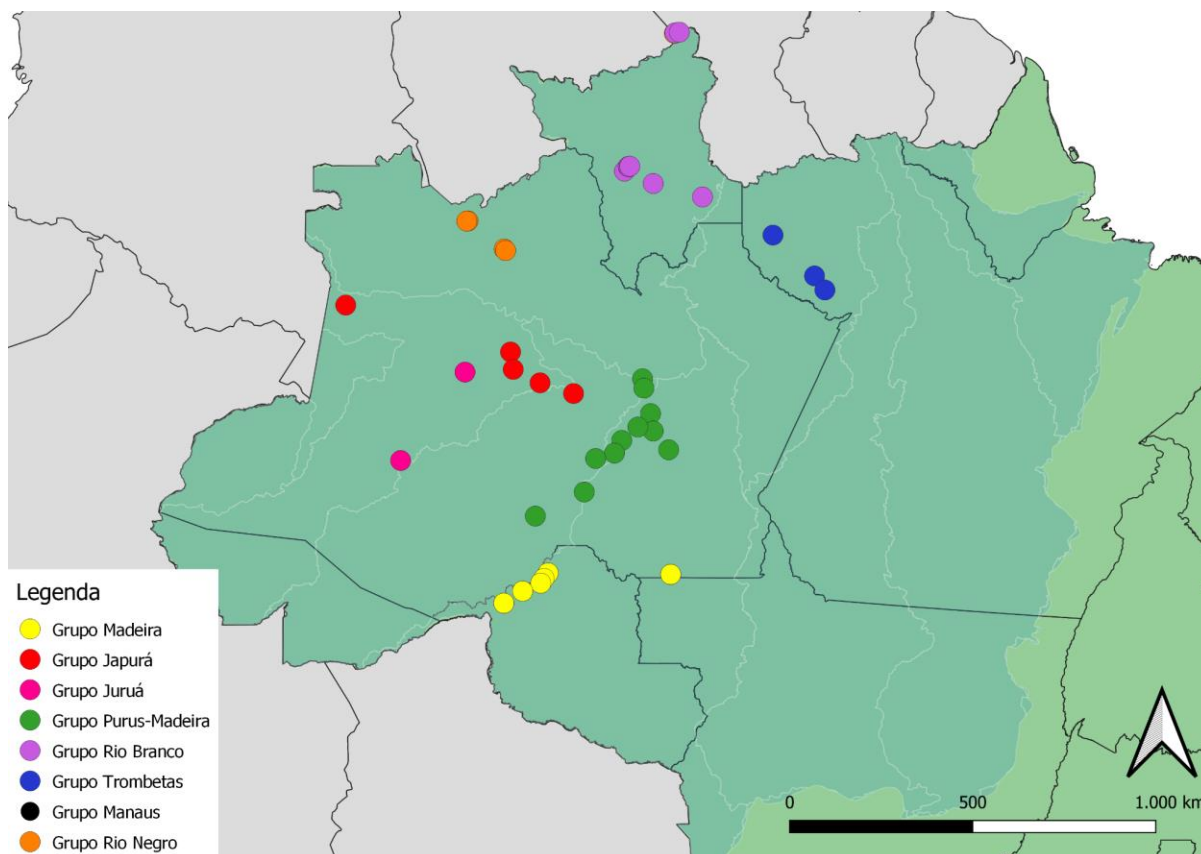 Legenda
Grupo Madeira
Grupo Japurá
Grupo Juruá
Grupo Purus-Madeira
Grupo Rio Branco
Grupo Trombetas
Grupo Manaus
Grupo Rio Negro
0 500 1.000 km